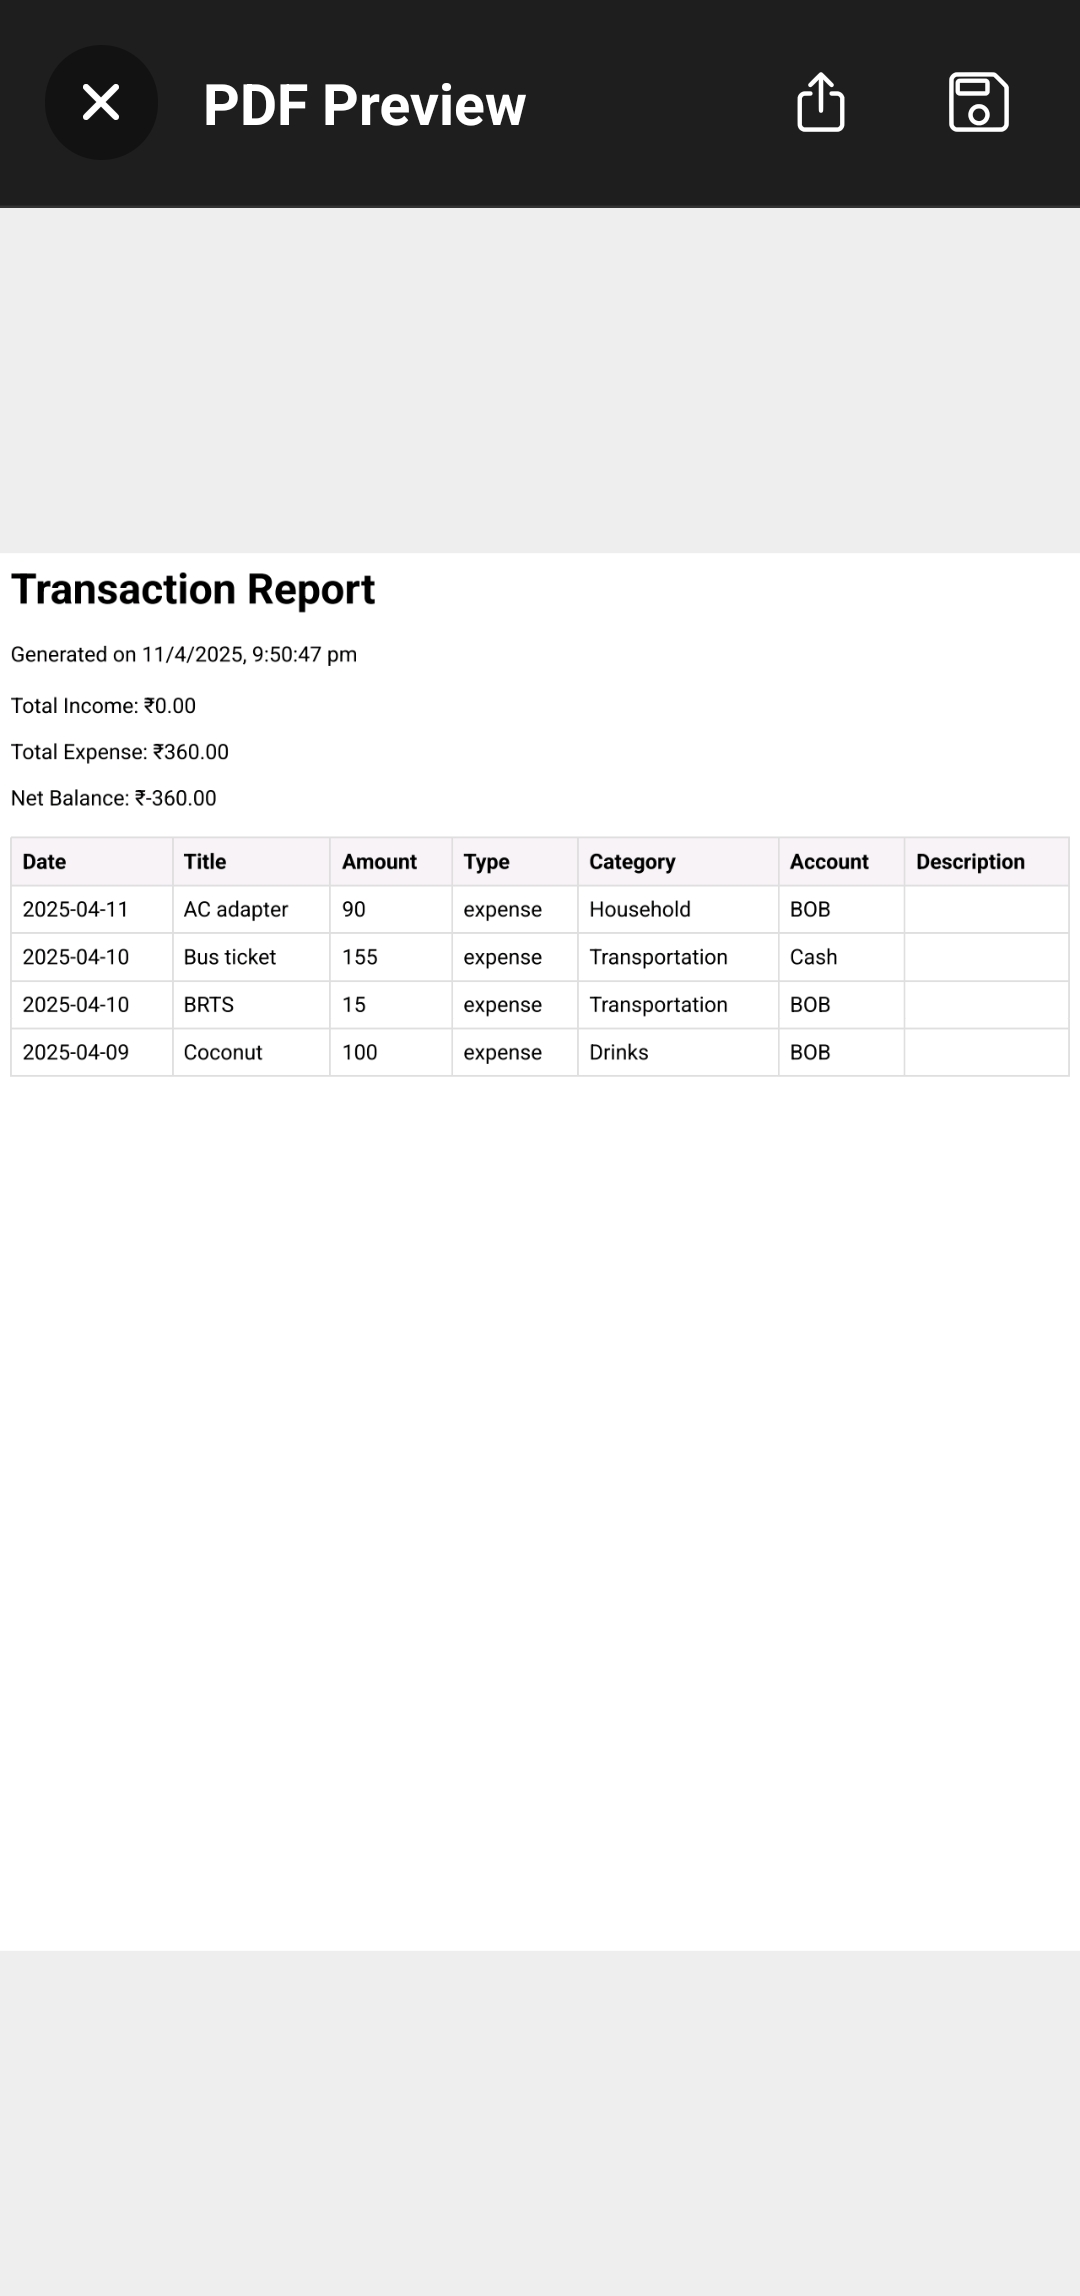 PDF Preview
Transaction Report
Generated on 11/4/2025, 9:50:47 pm
Total Income: ₹0.00
Total Expense: ₹360.00
Net Balance: ₹-360.00
Date Title Amount Type Category Account Description
2025-04-11 AC adapter 90 expense Household BOB
2025-04-10 Bus ticket 155 expense Transportation Cash
2025-04-10 BRTS 15 expense Transportation BOB
2025-04-09 Coconut 100 expense Drinks BOB